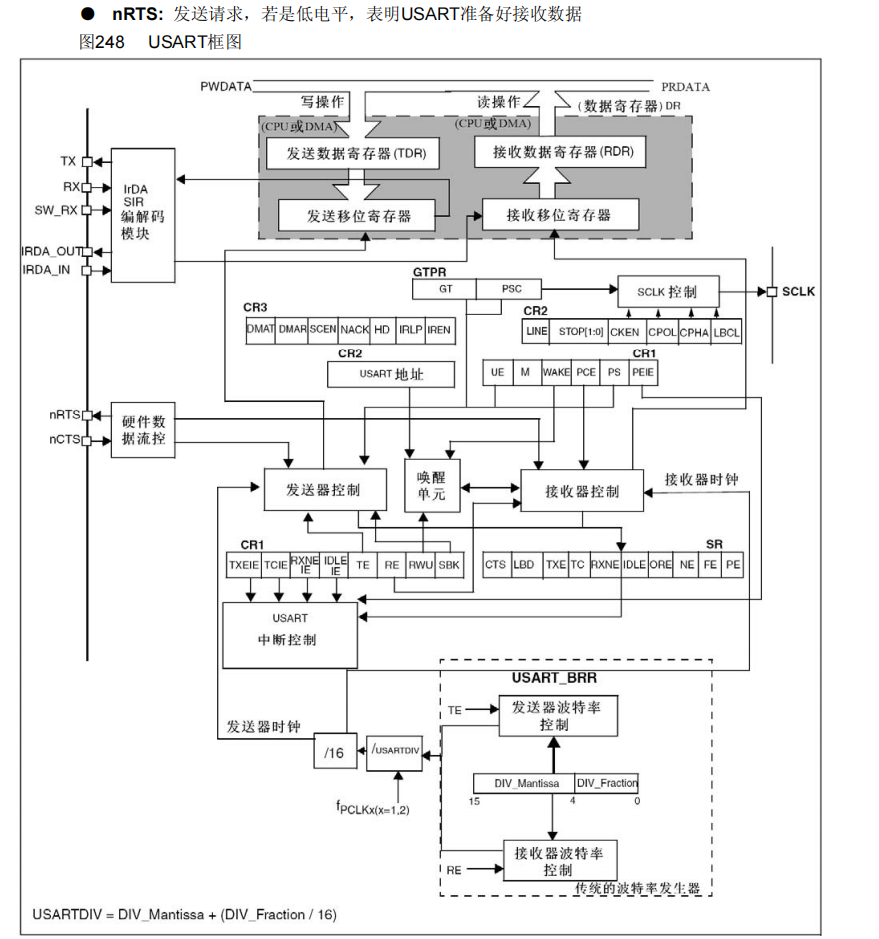 ● nRTS: 发送请求，若是低电平，表明USART准备好接收数据
图248 USART框图
PWDATA
PRDATA
写操作
读操作
(数据寄存器) DR
(CPU或DMA)
(CPU或DMA)
发送数据寄存器(TDR)
接收数据寄存器(RDR)
TX
RX
SW_RX
IRDA_OUT
IRDA_IN
IrDA
SIR
编解码
模块
发送移位寄存器
接收移位寄存器
GTPR
GT PSC
SCLK 控制
SCLK
CR3
DMAT DMAR SCEN NACK HD IRLP IREN
CR2
LINE STOP[1:0] CKEN CPOL CPHA LBCL
CR2
USART 地址
CR1
UE M WAKE PCE PS PEIE
nRTS
nCTS
硬件数
据流控
发送器控制
唤醒
单元
接收器控制
接收器时钟
CR1
TXEIE TCIE RXNE IE IDLE IE TE RE RWU SBK
SR
CTS LBD TXE TC RXNE IDLE ORE NE FE PE
USART
中断控制
USART_BRR
TE
发送器波特率
控制
发送器时钟
/16
/USARTDIV
DIV_Mantissa DIV_Fraction
15 4 0
fPCLKx(x=1,2)
RE
接收器波特率
控制
传统的波特率发生器
USARTDIV = DIV_Mantissa + (DIV_Fraction / 16)